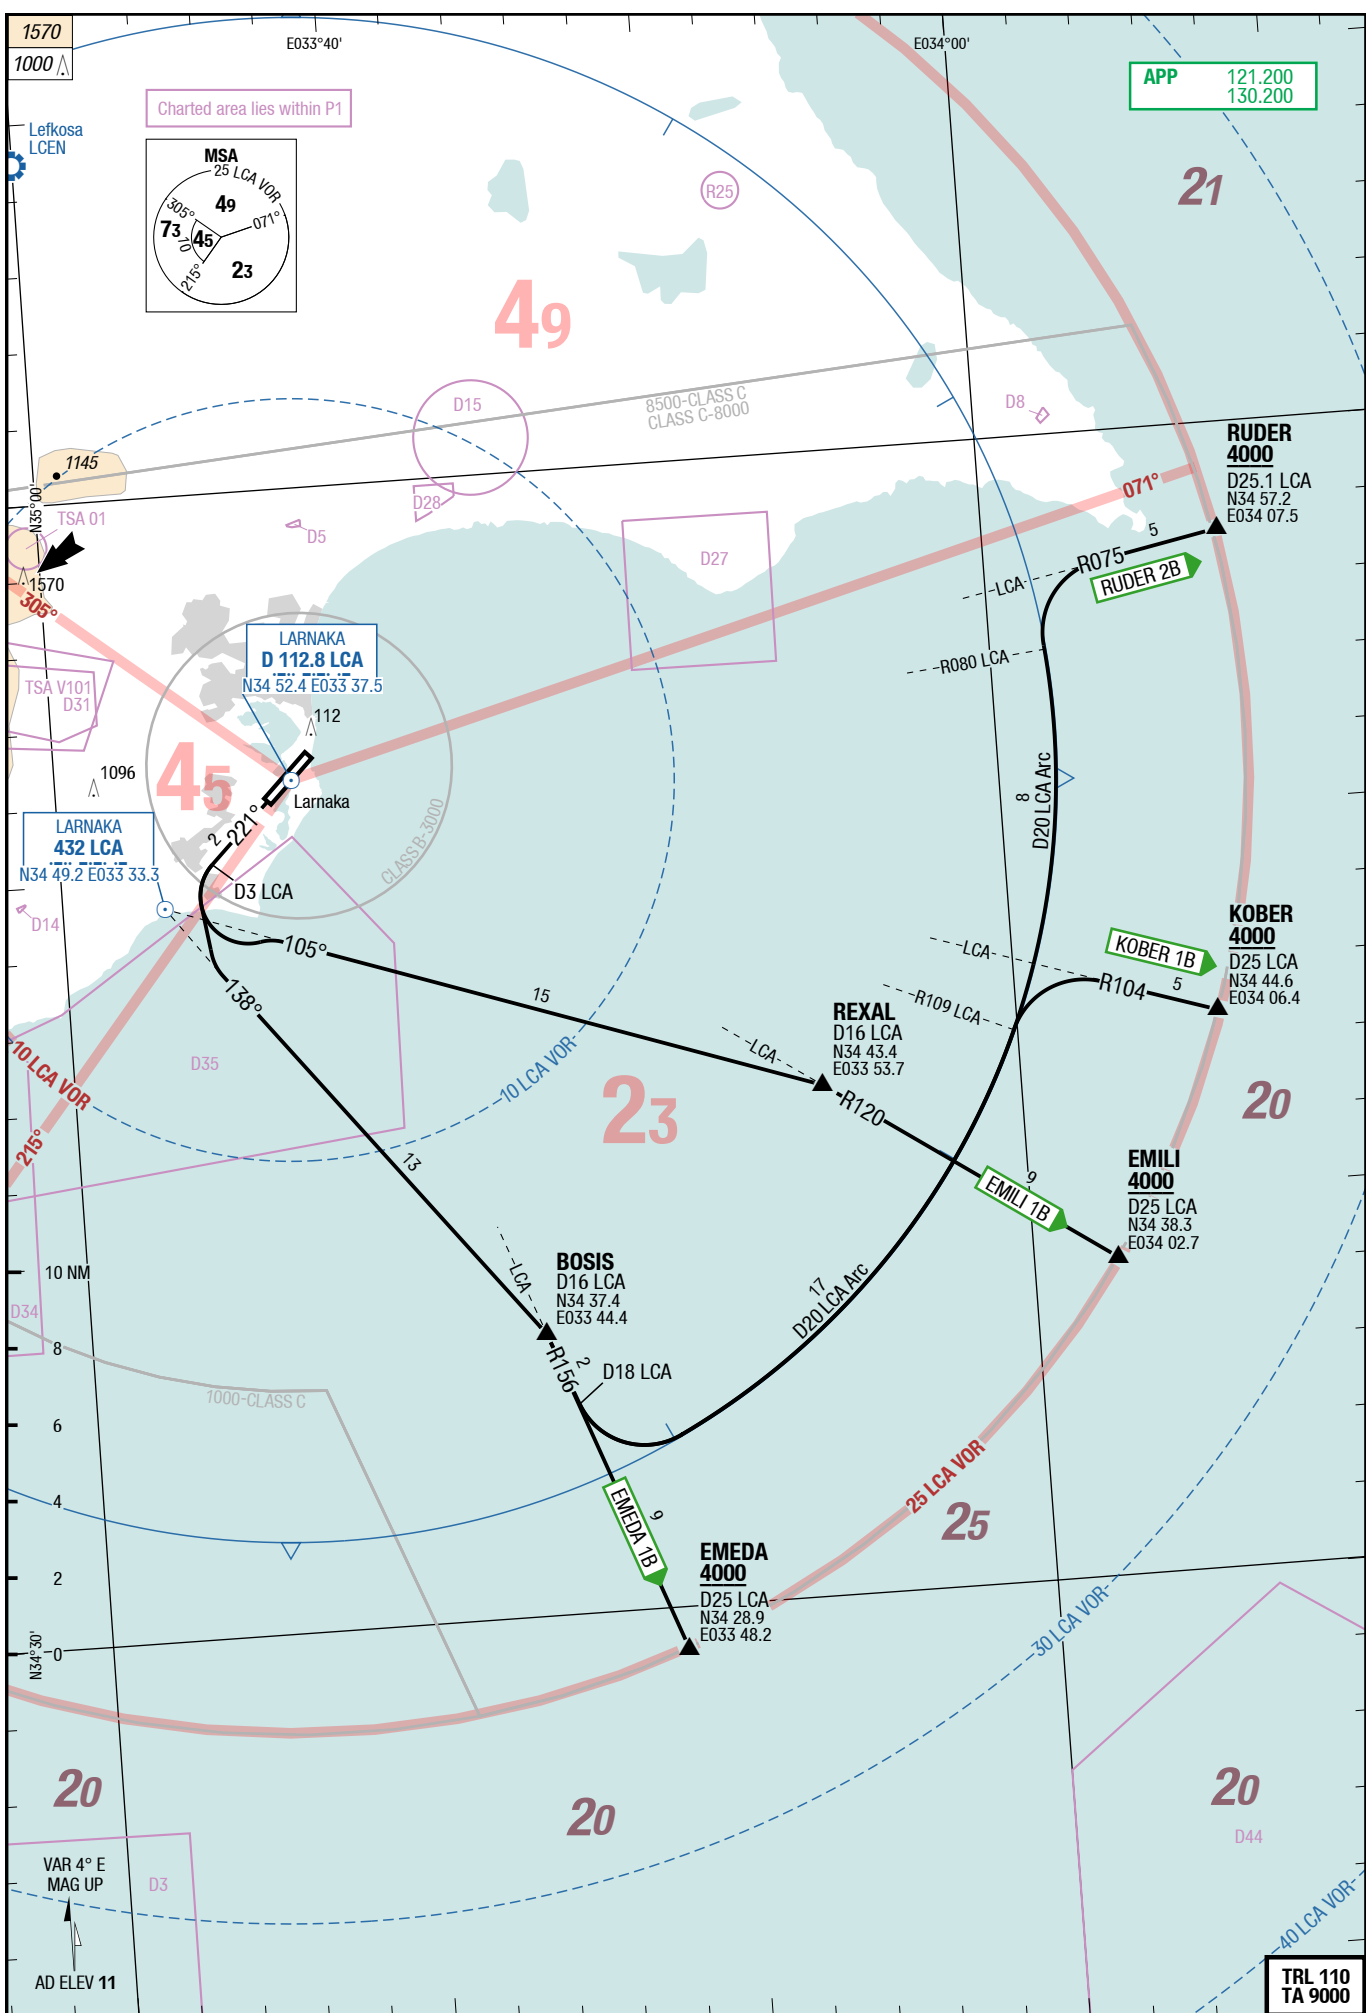 1570
1000
E033°40'
E034°00'
APP 121.200
130.200
Charted area lies within P1
Lefkosa
LCEN
MSA
25 LCA VOR
305°
49
071°
73
10
45
215°
23
R25
21
49
D15
8500-CLASS C
CLASS C-8000
D8
RUDER
4000
D25.1 LCA
N34 57.2
E034 07.5
1145
N35°00'
071°
TSA 01
D28
D5
D27
5
R075
LCA
RUDER 2B
1570
305°
LARNAKA
D 112.8 LCA
N34 52.4 E033 37.5
R080 LCA
TSA V101
D31
112
45
1096
Larnaka
8
D20 LCA Arc
LARNAKA
432 LCA
N34 49.2 E033 33.3
2
221°
CLASS B-3000
D3 LCA
D14
KOBER
4000
D25 LCA
N34 44.6
E034 06.4
KOBER 1B
105°
LCA
5
R104
138°
15
R109 LCA
REXAL
D16 LCA
N34 43.4
E033 53.7
LCA
10 LCA VOR
D35
10 LCA VOR
R120
20
23
215°
13
9
EMILI 1B
EMILI
4000
D25 LCA
N34 38.3
E034 02.7
LCA
BOSIS
D16 LCA
N34 37.4
E033 44.4
10 NM
D34
17
D20 LCA Arc
8
2
R156
D18 LCA
1000-CLASS C
6
25 LCA VOR
4
9
EMEDA 1B
25
EMEDA
4000
D25 LCA
N34 28.9
E033 48.2
2
30 LCA VOR
N34°30'
0
20
20
20
D44
VAR 4° E
MAG UP
D3
40 LCA VOR
AD ELEV 11
TRL 110
TA 9000